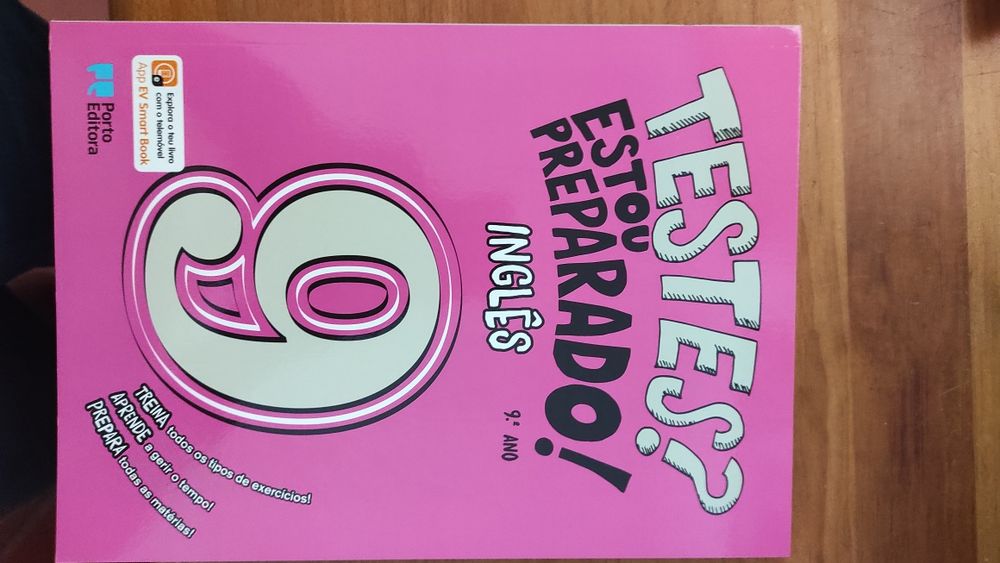 TESTES?
ESTOU
PREPARADO!
INGLÊS
9.º ANO
9
TREINA todos os tipos de exercícios!
APRENDE a gerir o tempo!
PREPARA todas as matérias!
Explora o teu livro
com o telemóvel
App EV Smart Book
Porto
Editora